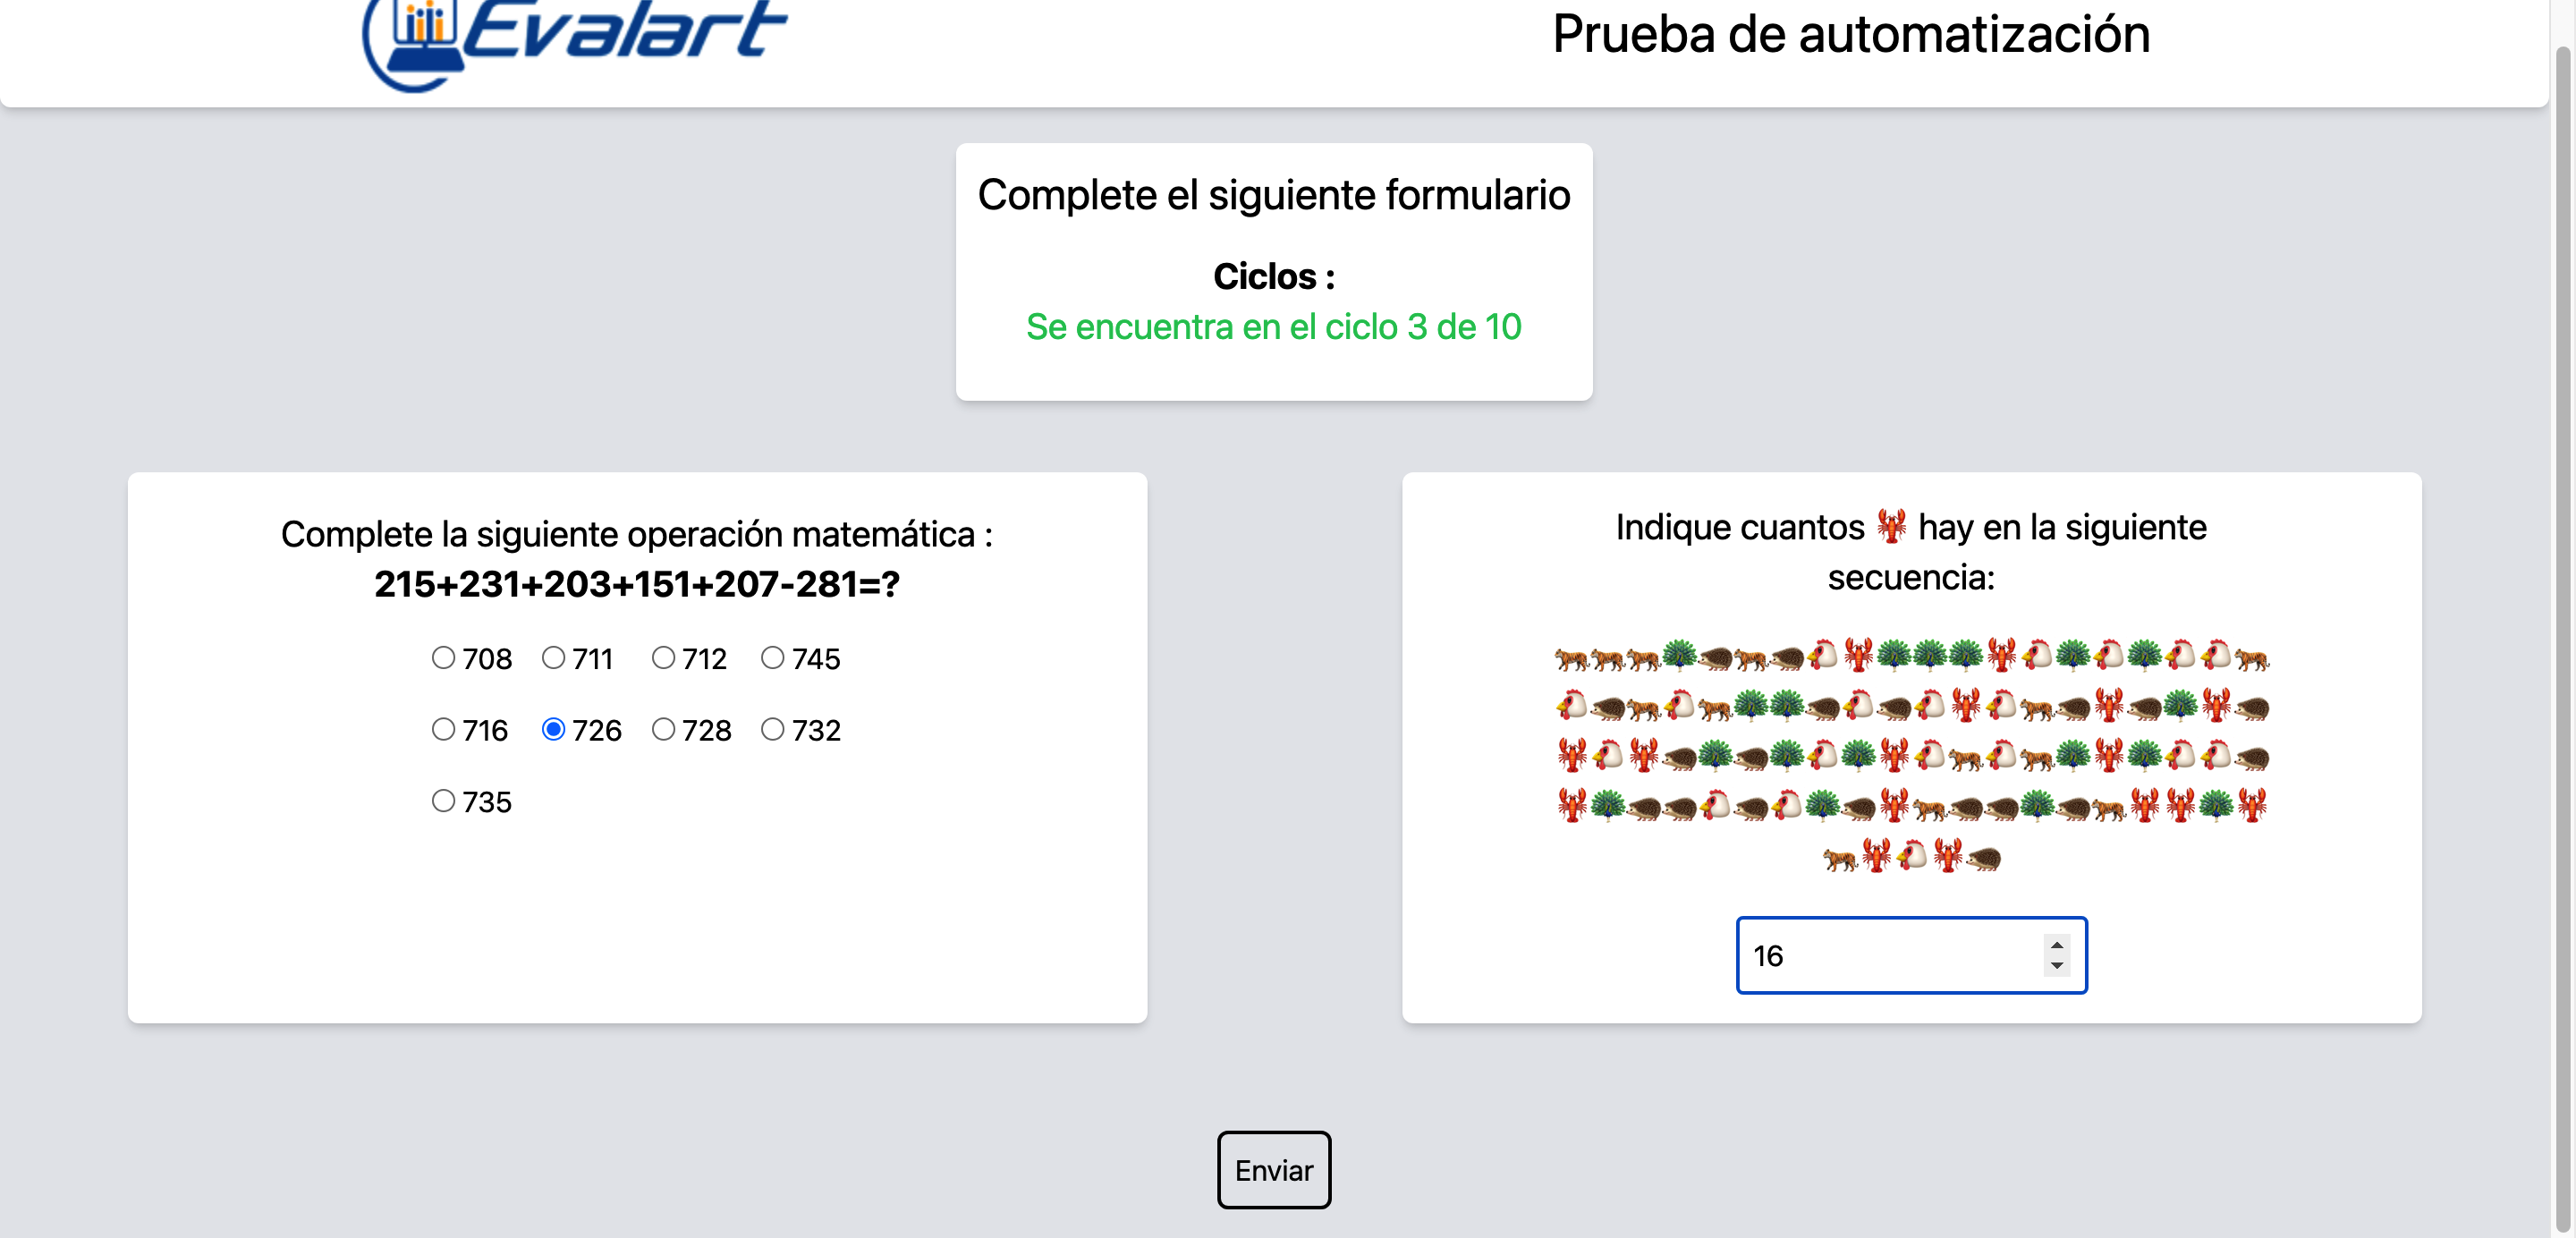 Evalart
Prueba de automatización
Complete el siguiente formulario
Ciclos :
Se encuentra en el ciclo 3 de 10
Complete la siguiente operación matemática :
215+231+203+151+207-281=?
708 711 712 745
716 726 728 732
735
Indique cuantos 🦞 hay en la siguiente
secuencia:
16
Enviar